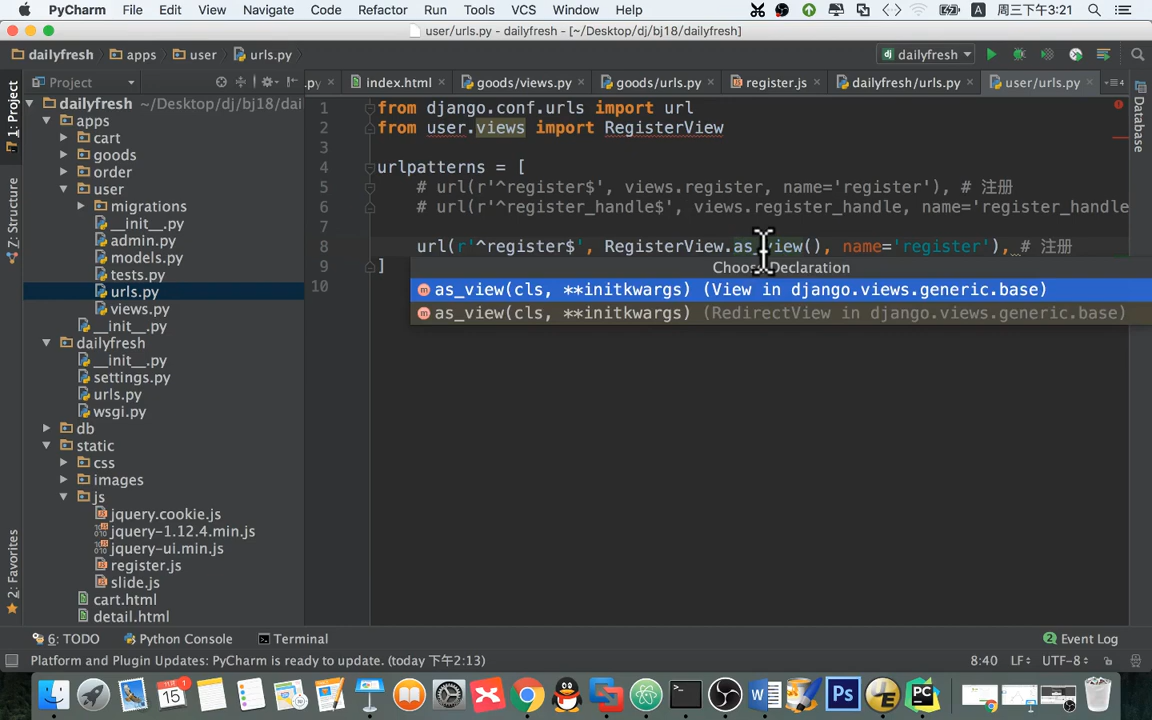 PyCharm File Edit View Navigate Code Refactor Run Tools VCS Window Help 周三下午3:21
user/urls.py - dailyfresh - [~/Desktop/dj/bj18/dailyfresh]
dailyfresh apps user urls.py dailyfresh
Project .py index.html goods/views.py goods/urls.py register.js dailyfresh/urls.py user/urls.py
1: Project
7: Structure
2: Favorites
Database
dailyfresh ~/Desktop/dj/bj18/dai
apps
cart
goods
order
user
migrations
__init__.py
admin.py
models.py
tests.py
urls.py
views.py
__init__.py
dailyfresh
__init__.py
settings.py
urls.py
wsgi.py
db
static
css
images
js
jquery.cookie.js
jquery-1.12.4.min.js
jquery-ui.min.js
register.js
slide.js
cart.html
detail.html
1 from django.conf.urls import url
2 from user.views import RegisterView
3
4 urlpatterns = [
5 # url(r'^register$', views.register, name='register'), # 注册
6 # url(r'^register_handle$', views.register_handle, name='register_handle
7
8 url(r'^register$', RegisterView.as_view(), name='register'), # 注册
9 ]
10
Choose Declaration
as_view(cls, **initkwargs) (View in django.views.generic.base)
as_view(cls, **initkwargs) (RedirectView in django.views.generic.base)
6: TODO Python Console Terminal 2 Event Log
Platform and Plugin Updates: PyCharm is ready to update. (today 下午2:13) 8:40 LF÷ UTF-8÷